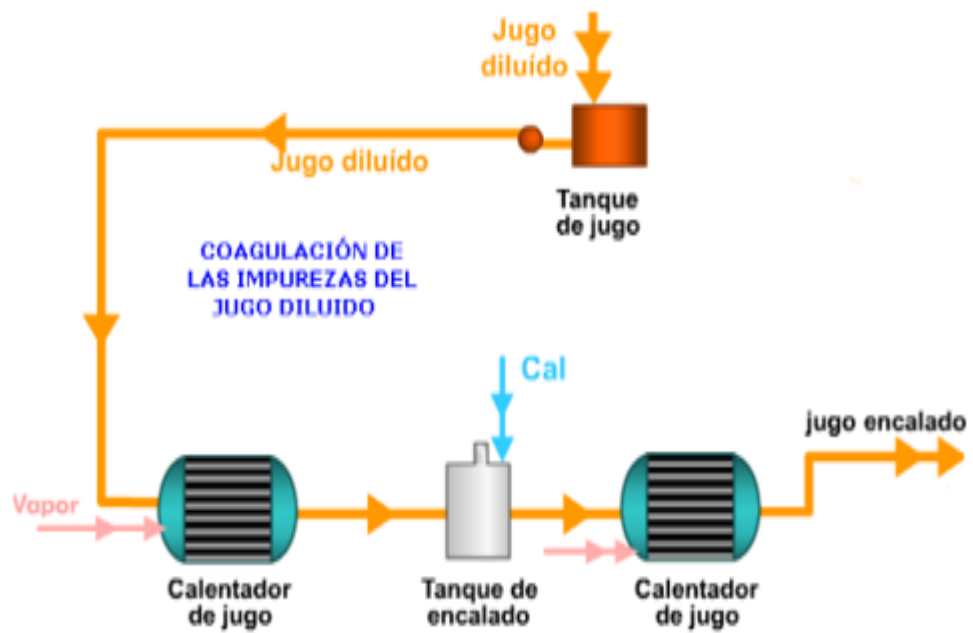 Jugo
diluído
Jugo diluído
Tanque
de jugo
COAGULACIÓN DE
LAS IMPUREZAS DEL
JUGO DILUIDO
Cal
jugo encalado
Vapor
Calentador
de jugo
Tanque de
encalado
Calentador
de jugo